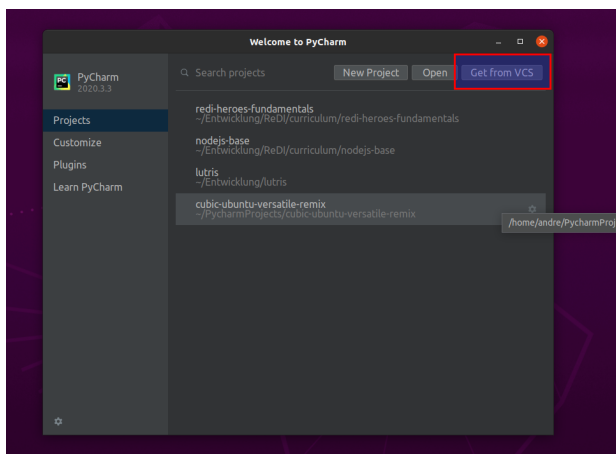 Welcome to PyCharm
PC
PyCharm
2020.3.3
Search projects
New Project
Open
Get from VCS
Projects
Customize
Plugins
Learn PyCharm
redi-heroes-fundamentals
~/Entwicklung/ReDI/curriculum/redi-heroes-fundamentals
nodejs-base
~/Entwicklung/ReDI/curriculum/nodejs-base
lutris
~/Entwicklung/lutris
cubic-ubuntu-versatile-remix
~/PycharmProjects/cubic-ubuntu-versatile-remix
/home/andre/PycharmProj